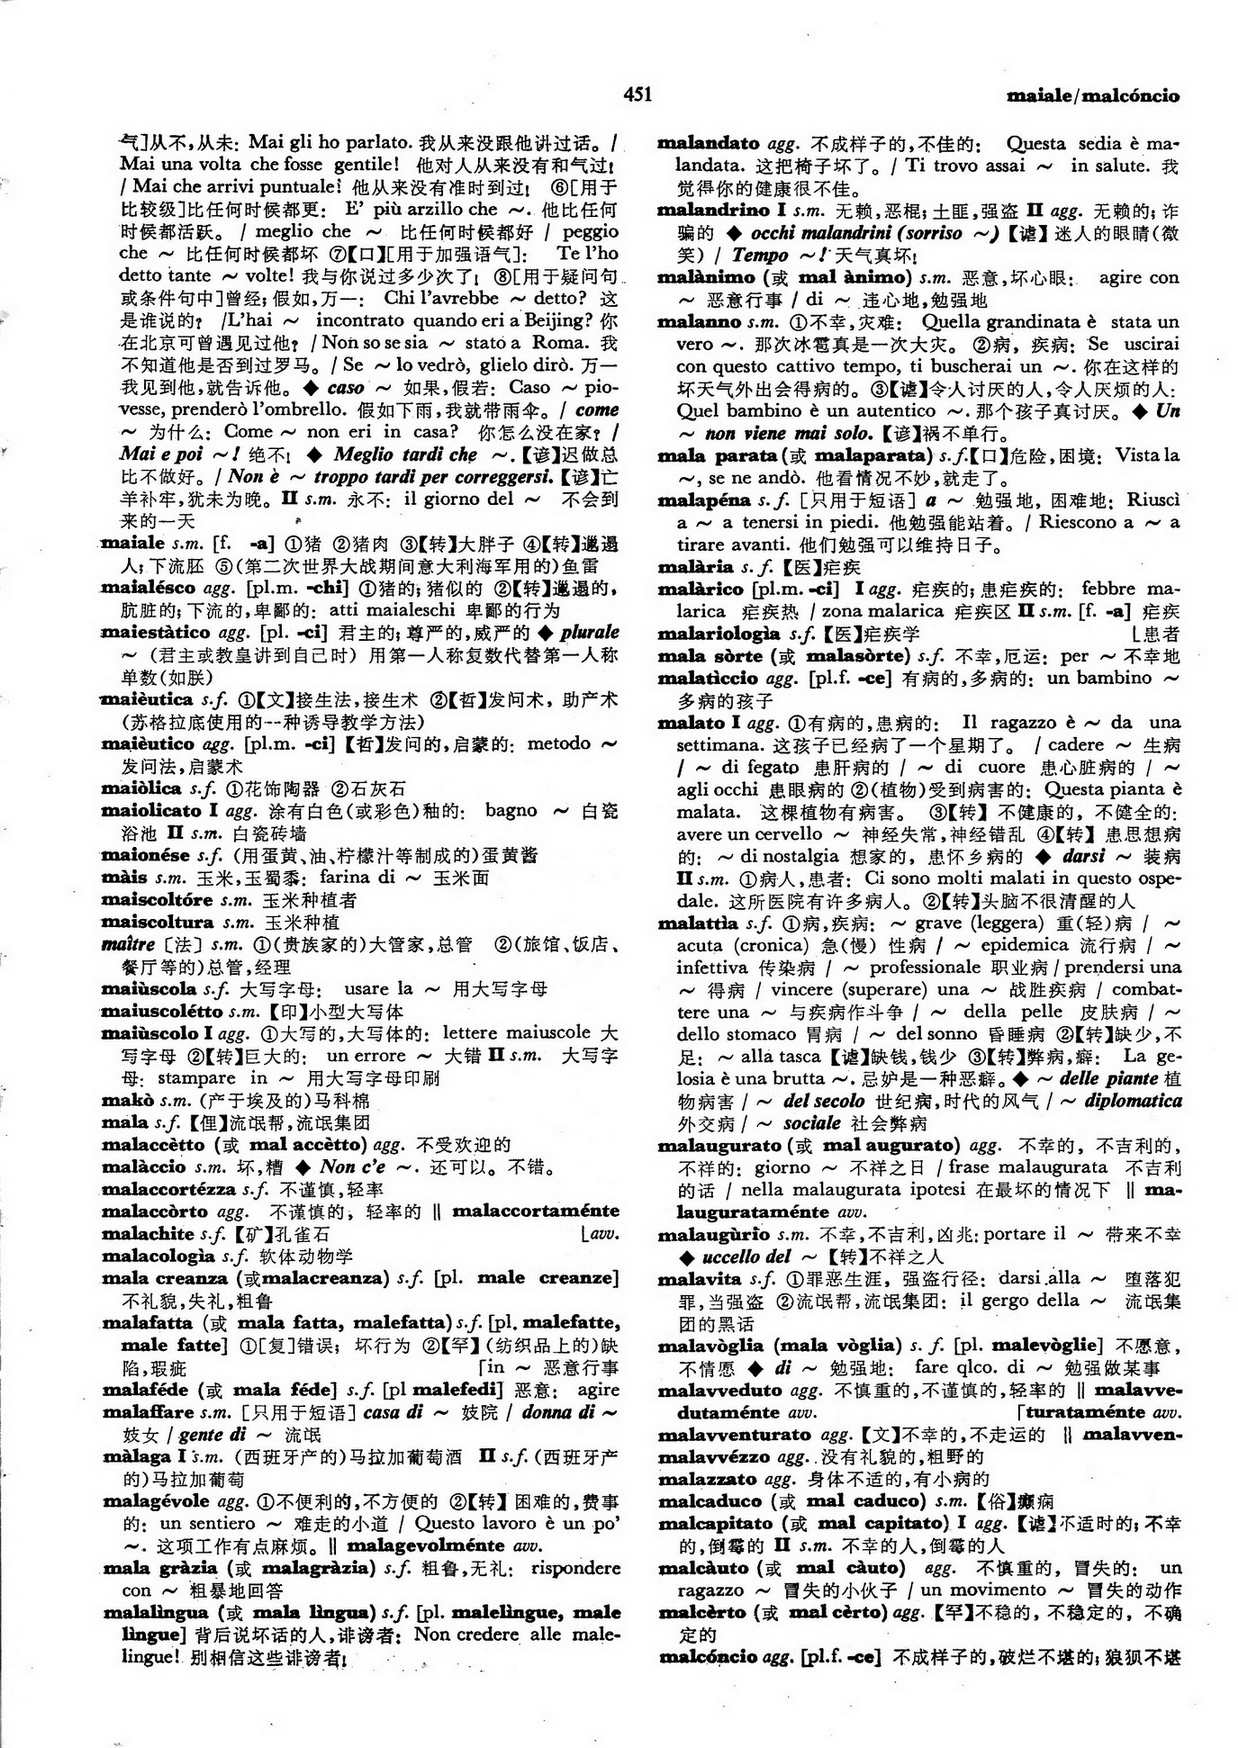 451
maiale/malcóncio
气]从不,从未: Mai gli ho parlato. 我从来没跟他讲过话。/
Mai una volta che fosse gentile! 他对人从来没有和气过!
/ Mai che arrivi puntuale! 他从来没有准时到过! ⑥[用于
比较级]比任何时候都更: E' più arzillo che ～. 他比任何
时候都活跃。/ meglio che ～ 比任何时候都好 / peggio
che ～ 比任何时候都坏 ⑦【口】[用于加强语气]: Te l'ho
detto tante ～ volte! 我与你说过多少次了! ⑧[用于疑问句
或条件句中]曾经;假如,万一: Chi l'avrebbe ～ detto? 这
是谁说的? /L'hai ～ incontrato quando eri a Beijing? 你
在北京可曾遇见过他? / Non so se sia ～ stato a Roma. 我
不知道他是否到过罗马。/ Se ～ lo vedrò, glielo dirò. 万一
我见到他,就告诉他。◆ caso ～ 如果,假若: Caso ～ pio-
vesse, prenderò l'ombrello. 假如下雨,我就带雨伞。/ come
～ 为什么: Come ～ non eri in casa? 你怎么没在家? /
Mai e poi ～! 绝不! ◆ Meglio tardi che ～.【谚】迟做总
比不做好。/ Non è ～ troppo tardi per correggersi.【谚】亡
羊补牢,犹未为晚。II s.m. 永不: il giorno del ～ 不会到
来的一天
maiale s.m. [f. -a] ①猪 ②猪肉 ③【转】大胖子 ④【转】邋遢
人;下流胚 ⑤(第二次世界大战期间意大利海军用的)鱼雷
maialésco agg. [pl.m. -chi] ①猪的;猪似的 ②【转】邋遢的,
肮脏的;下流的,卑鄙的: atti maialeschi 卑鄙的行为
maiestàtico agg. [pl. -ci] 君主的;尊严的,威严的 ◆ plurale
～ (君主或教皇讲到自己时) 用第一人称复数代替第一人称
单数(如朕)
maièutica s.f. ①【文】接生法,接生术 ②【哲】发问术, 助产术
(苏格拉底使用的一种诱导教学方法)
maièutico agg. [pl.m. -ci]【哲】发问的,启蒙的: metodo ～
发问法,启蒙术
maiòlica s.f. ①花饰陶器 ②石灰石
maiolicato I agg. 涂有白色(或彩色)釉的: bagno ～ 白瓷
浴池 II s.m. 白瓷砖墙
maionése s.f. (用蛋黄、油、柠檬汁等制成的)蛋黄酱
màis s.m. 玉米,玉蜀黍: farina di ～ 玉米面
maiscoltóre s.m. 玉米种植者
maiscoltura s.m. 玉米种植
maître [法] s.m. ①(贵族家的)大管家,总管 ②(旅馆、饭店、
餐厅等的)总管,经理
maiùscola s.f. 大写字母: usare la ～ 用大写字母
maiuscolétto s.m.【印】小型大写体
maiùscolo I agg. ①大写的,大写体的: lettere maiuscole 大
写字母 ②【转】巨大的: un errore ～ 大错 II s.m. 大写字
母: stampare in ～ 用大写字母印刷
makò s.m. (产于埃及的)马科棉
mala s.f.【俚】流氓帮,流氓集团
malaccètto (或 mal accètto) agg. 不受欢迎的
malàccio s.m. 坏,糟 ◆ Non c'e ～. 还可以。不错。
malaccortézza s.f. 不谨慎,轻率
malaccòrto agg. 不谨慎的, 轻率的 ‖ malaccortaménte
malachite s.f.【矿】孔雀石 ⌊avv.
malacologìa s.f. 软体动物学
mala creanza (或malacreanza) s.f. [pl. male creanze]
不礼貌,失礼,粗鲁
malafatta (或 mala fatta, malefatta) s.f. [pl. malefatte,
male fatte] ①[复]错误; 坏行为 ②【罕】(纺织品上的)缺
陷,瑕疵 ⌈in ～ 恶意行事
malaféde (或 mala féde) s.f. [pl malefedi] 恶意: agire
malaffare s.m. [只用于短语] casa di ～ 妓院 / donna di ～
妓女 / gente di ～ 流氓
màlaga I s.m. (西班牙产的)马拉加葡萄酒 II s.f. (西班牙产
的)马拉加葡萄
malagévole agg. ①不便利的,不方便的 ②【转】困难的,费事
的: un sentiero ～ 难走的小道 / Questo lavoro è un po'
～. 这项工作有点麻烦。‖ malagevolménte avv.
mala gràzia (或 malagràzia) s.f. 粗鲁,无礼: rispondere
con ～ 粗暴地回答
malalìngua (或 mala lìngua) s.f. [pl. malelìngue, male
lìngue] 背后说坏话的人,诽谤者: Non credere alle male-
lingue! 别相信这些诽谤者!
malandato agg. 不成样子的,不佳的: Questa sedia è ma-
landata. 这把椅子坏了。/ Ti trovo assai ～ in salute. 我
觉得你的健康很不佳。
malandrino I s.m. 无赖,恶棍;土匪,强盗 II agg. 无赖的;诈
骗的 ◆ occhi malandrini (sorriso ～)【谑】迷人的眼睛(微
笑) / Tempo ～! 天气真坏!
malànimo (或 mal ànimo) s.m. 恶意,坏心眼: agire con
～ 恶意行事 / di ～ 违心地,勉强地
malanno s.m. ①不幸,灾难: Quella grandinata è stata un
vero ～. 那次冰雹真是一次大灾。②病, 疾病: Se uscirai
con questo cattivo tempo, ti buscherai un ～. 你在这样的
坏天气外出会得病的。③【谑】令人讨厌的人,令人厌烦的人:
Quel bambino è un autentico ～. 那个孩子真讨厌。◆ Un
～ non viene mai solo.【谚】祸不单行。
mala parata (或 malaparata) s.f.【口】危险,困境: Vista la
～, se ne andò. 他看情况不妙,就走了。
malapéna s.f. [只用于短语] a ～ 勉强地, 困难地: Riuscì
a ～ a tenersi in piedi. 他勉强能站着。/ Riescono a ～ a
tirare avanti. 他们勉强可以维持日子。
malària s.f.【医】疟疾
malàrico [pl.m. -ci] I agg. 疟疾的;患疟疾的: febbre ma-
larica 疟疾热 / zona malarica 疟疾区 II s.m. [f. -a] 疟疾
malariologìa s.f.【医】疟疾学 ⌊患者
mala sòrte (或 malasòrte) s.f. 不幸,厄运: per ～ 不幸地
malatìccio agg. [pl.f. -ce] 有病的,多病的: un bambino ～
多病的孩子
malato I agg. ①有病的,患病的: Il ragazzo è ～ da una
settimana. 这孩子已经病了一个星期了。/ cadere ～ 生病
/ ～ di fegato 患肝病的 / ～ di cuore 患心脏病的 / ～
agli occhi 患眼病的 ②(植物)受到病害的: Questa pianta è
malata. 这棵植物有病害。 ③【转】不健康的, 不健全的:
avere un cervello ～ 神经失常,神经错乱 ④【转】患思想病
的: ～ di nostalgia 想家的, 患怀乡病的 ◆ darsi ～ 装病
II s.m. ①病人,患者: Ci sono molti malati in questo ospe-
dale. 这所医院有许多病人。②【转】头脑不很清醒的人
malattìa s.f. ①病,疾病: ～ grave (leggera) 重(轻)病 / ～
acuta (cronica) 急(慢) 性病 / ～ epidemica 流行病 / ～
infettiva 传染病 / ～ professionale 职业病 / prendersi una
～ 得病 / vincere (superare) una ～ 战胜疾病 / combat-
tere una ～ 与疾病作斗争 / ～ della pelle 皮肤病 / ～
dello stomaco 胃病 / ～ del sonno 昏睡病 ②【转】缺少,不
足: ～ alla tasca【谑】缺钱,钱少 ③【转】弊病,癖: La ge-
losia è una brutta ～. 忌妒是一种恶癖。◆ ～ delle piante 植
物病害 / ～ del secolo 世纪病,时代的风气 / ～ diplomatica
外交病 / ～ sociale 社会弊病
malaugurato (或 mal augurato) agg. 不幸的, 不吉利的,
不祥的: giorno ～ 不祥之日 / frase malaugurata 不吉利
的话 / nella malaugurata ipotesi 在最坏的情况下 ‖ ma-
laugurataménte avv.
malaugùrio s.m. 不幸,不吉利,凶兆: portare il ～ 带来不幸
◆ uccello del ～【转】不祥之人
malavita s.f. ①罪恶生涯, 强盗行径: darsi alla ～ 堕落犯
罪,当强盗 ②流氓帮,流氓集团: il gergo della ～ 流氓集
团的黑话
malavòglia (mala vòglia) s. f. [pl. malevòglie] 不愿意,
不情愿 ◆ di ～ 勉强地: fare qlco. di ～ 勉强做某事
malavveduto agg. 不慎重的,不谨慎的,轻率的 ‖ malavve-
dutaménte avv. ⌈turataménte avv.
malavventurato agg.【文】不幸的,不走运的 ‖ malavven-
malavvézzo agg. 没有礼貌的,粗野的
malazzato agg. 身体不适的,有小病的
malcaduco (或 mal caduco) s.m.【俗】癫痫
malcapitato (或 mal capitato) I agg.【谑】不适时的;不幸
的,倒霉的 II s.m. 不幸的人,倒霉的人
malcàuto (或 mal càuto) agg. 不慎重的, 冒失的: un
ragazzo ～ 冒失的小伙子 / un movimento ～ 冒失的动作
malcèrto (或 mal cèrto) agg.【罕】不稳的, 不稳定的, 不确
定的
malcóncio agg. [pl.f. -ce] 不成样子的,破烂不堪的;狼狈不堪